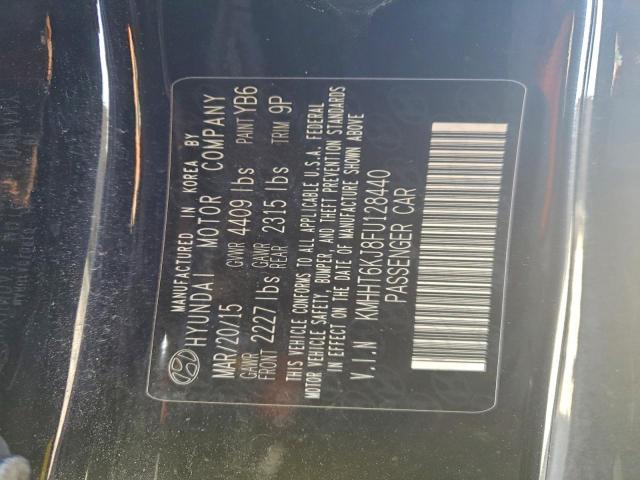 MANUFACTURED IN KOREA BY
HYUNDAI MOTOR COMPANY
MAR/20/15 GVWR 4409 lbs PAINT YB6
GAWR FRONT 2227 lbs GAWR REAR 2315 lbs TRIM 9P
THIS VEHICLE CONFORMS TO ALL APPLICABLE U.S.A. FEDERAL
MOTOR VEHICLE SAFETY, BUMPER, AND THEFT PREVENTION STANDARDS
IN EFFECT ON THE DATE OF MANUFACTURE SHOWN ABOVE
V.I.N KMHHT6KJ8FU128440
PASSENGER CAR